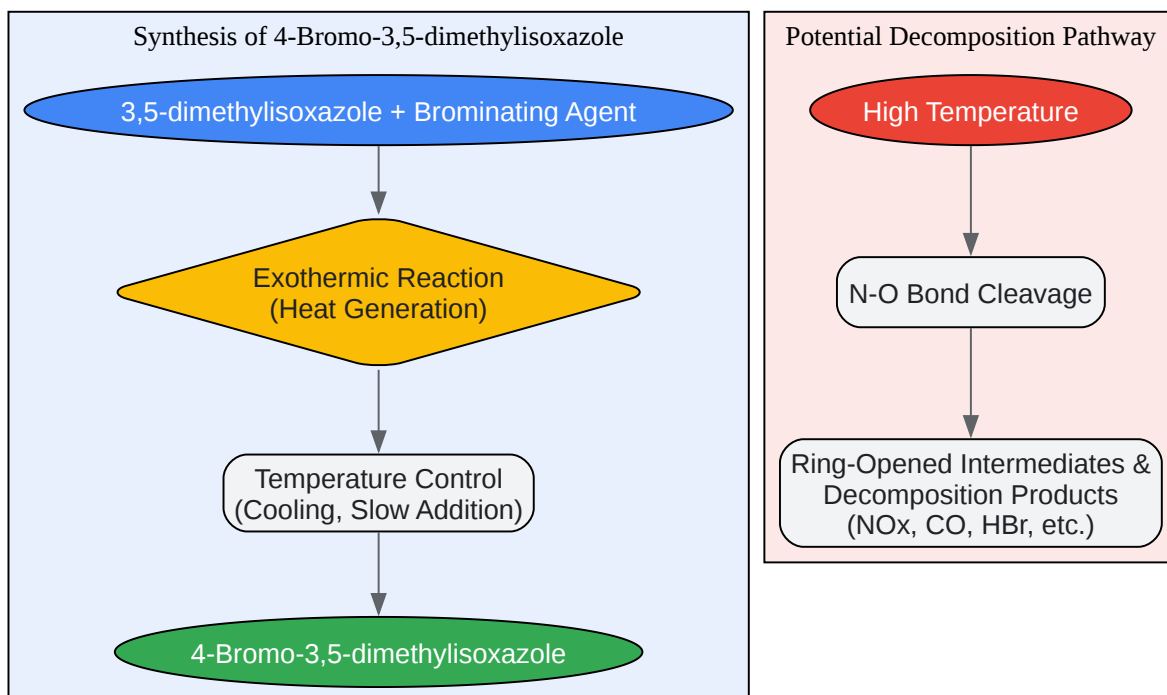 Synthesis of 4-Bromo-3,5-dimethylisoxazole
3,5-dimethylisoxazole + Brominating Agent
Exothermic Reaction
(Heat Generation)
Temperature Control
(Cooling, Slow Addition)
4-Bromo-3,5-dimethylisoxazole
Potential Decomposition Pathway
High Temperature
N-O Bond Cleavage
Ring-Opened Intermediates &
Decomposition Products
(NOx, CO, HBr, etc.)